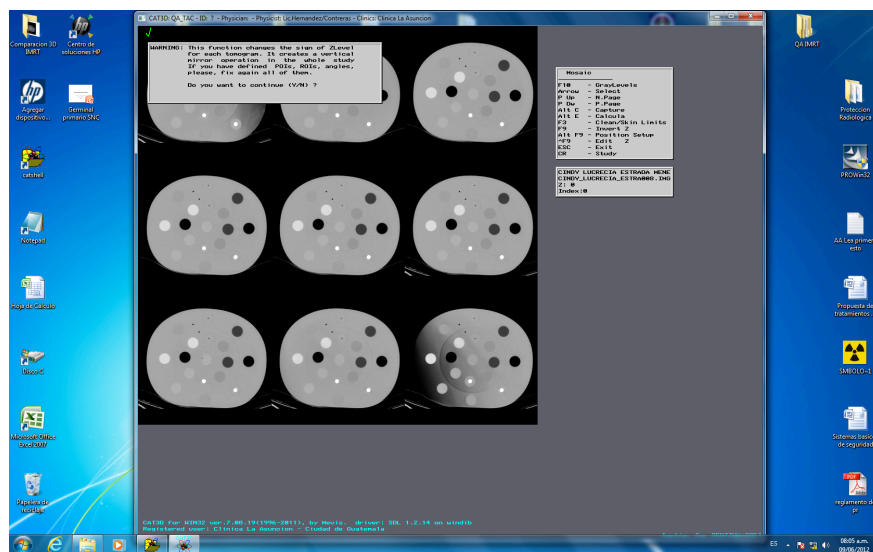 CAT3D: QA_TAC - ID: ? - Physician: - Physicist: Lic.Hernandez/Contreras - Clinics: Clinica La Asuncion
WARNING: This function changes the sign of ZLevel
for each tomogram. It creates a vertical
mirror operation in the whole study
If you have defined POIs, ROIs, angles,
please, fix again all of them.
Do you want to continue (Y/N) ?
Mosaic
F10 - GrayLevels
Arrow - Select
P Up - N.Page
P Dw - P.Page
Alt C - Capture
Alt E - Calcula
F3 - Clean/Skin Limits
F9 - Invert Z
Alt F9 - Position Setup
^F9 - Edit Z
ESC - Exit
CR - Study
CINDY LUCRECIA ESTRADA MENE
CINDY_LUCRECIA_ESTRA000.IMG
Z: 0
Index:0
Comparacion 3D
IMRT
Centro de
soluciones HP
Agregar
dispositivo...
Germinal
primario SNC
catshell
Notepad
Hoja de Calculo
Disco C
Microsoft Office
Excel 2007
Papelera de
reciclaje
QA IMRT
Proteccion
Radiologica
PROWin32
AA Lea primer
esto
Propuesta de
tratamientos
SMBOLO~1
Sistemas basic
de seguridad
PDF
reglamento de
pr
CAT3D for WIN32 ver.7.08.19(1996-2011), by Mevis. driver: SDL 1.2.14 on windib
Registered user: Clinica La Asuncion - Ciudad de Guatemala
ES
08:05 a.m.
09/06/2012